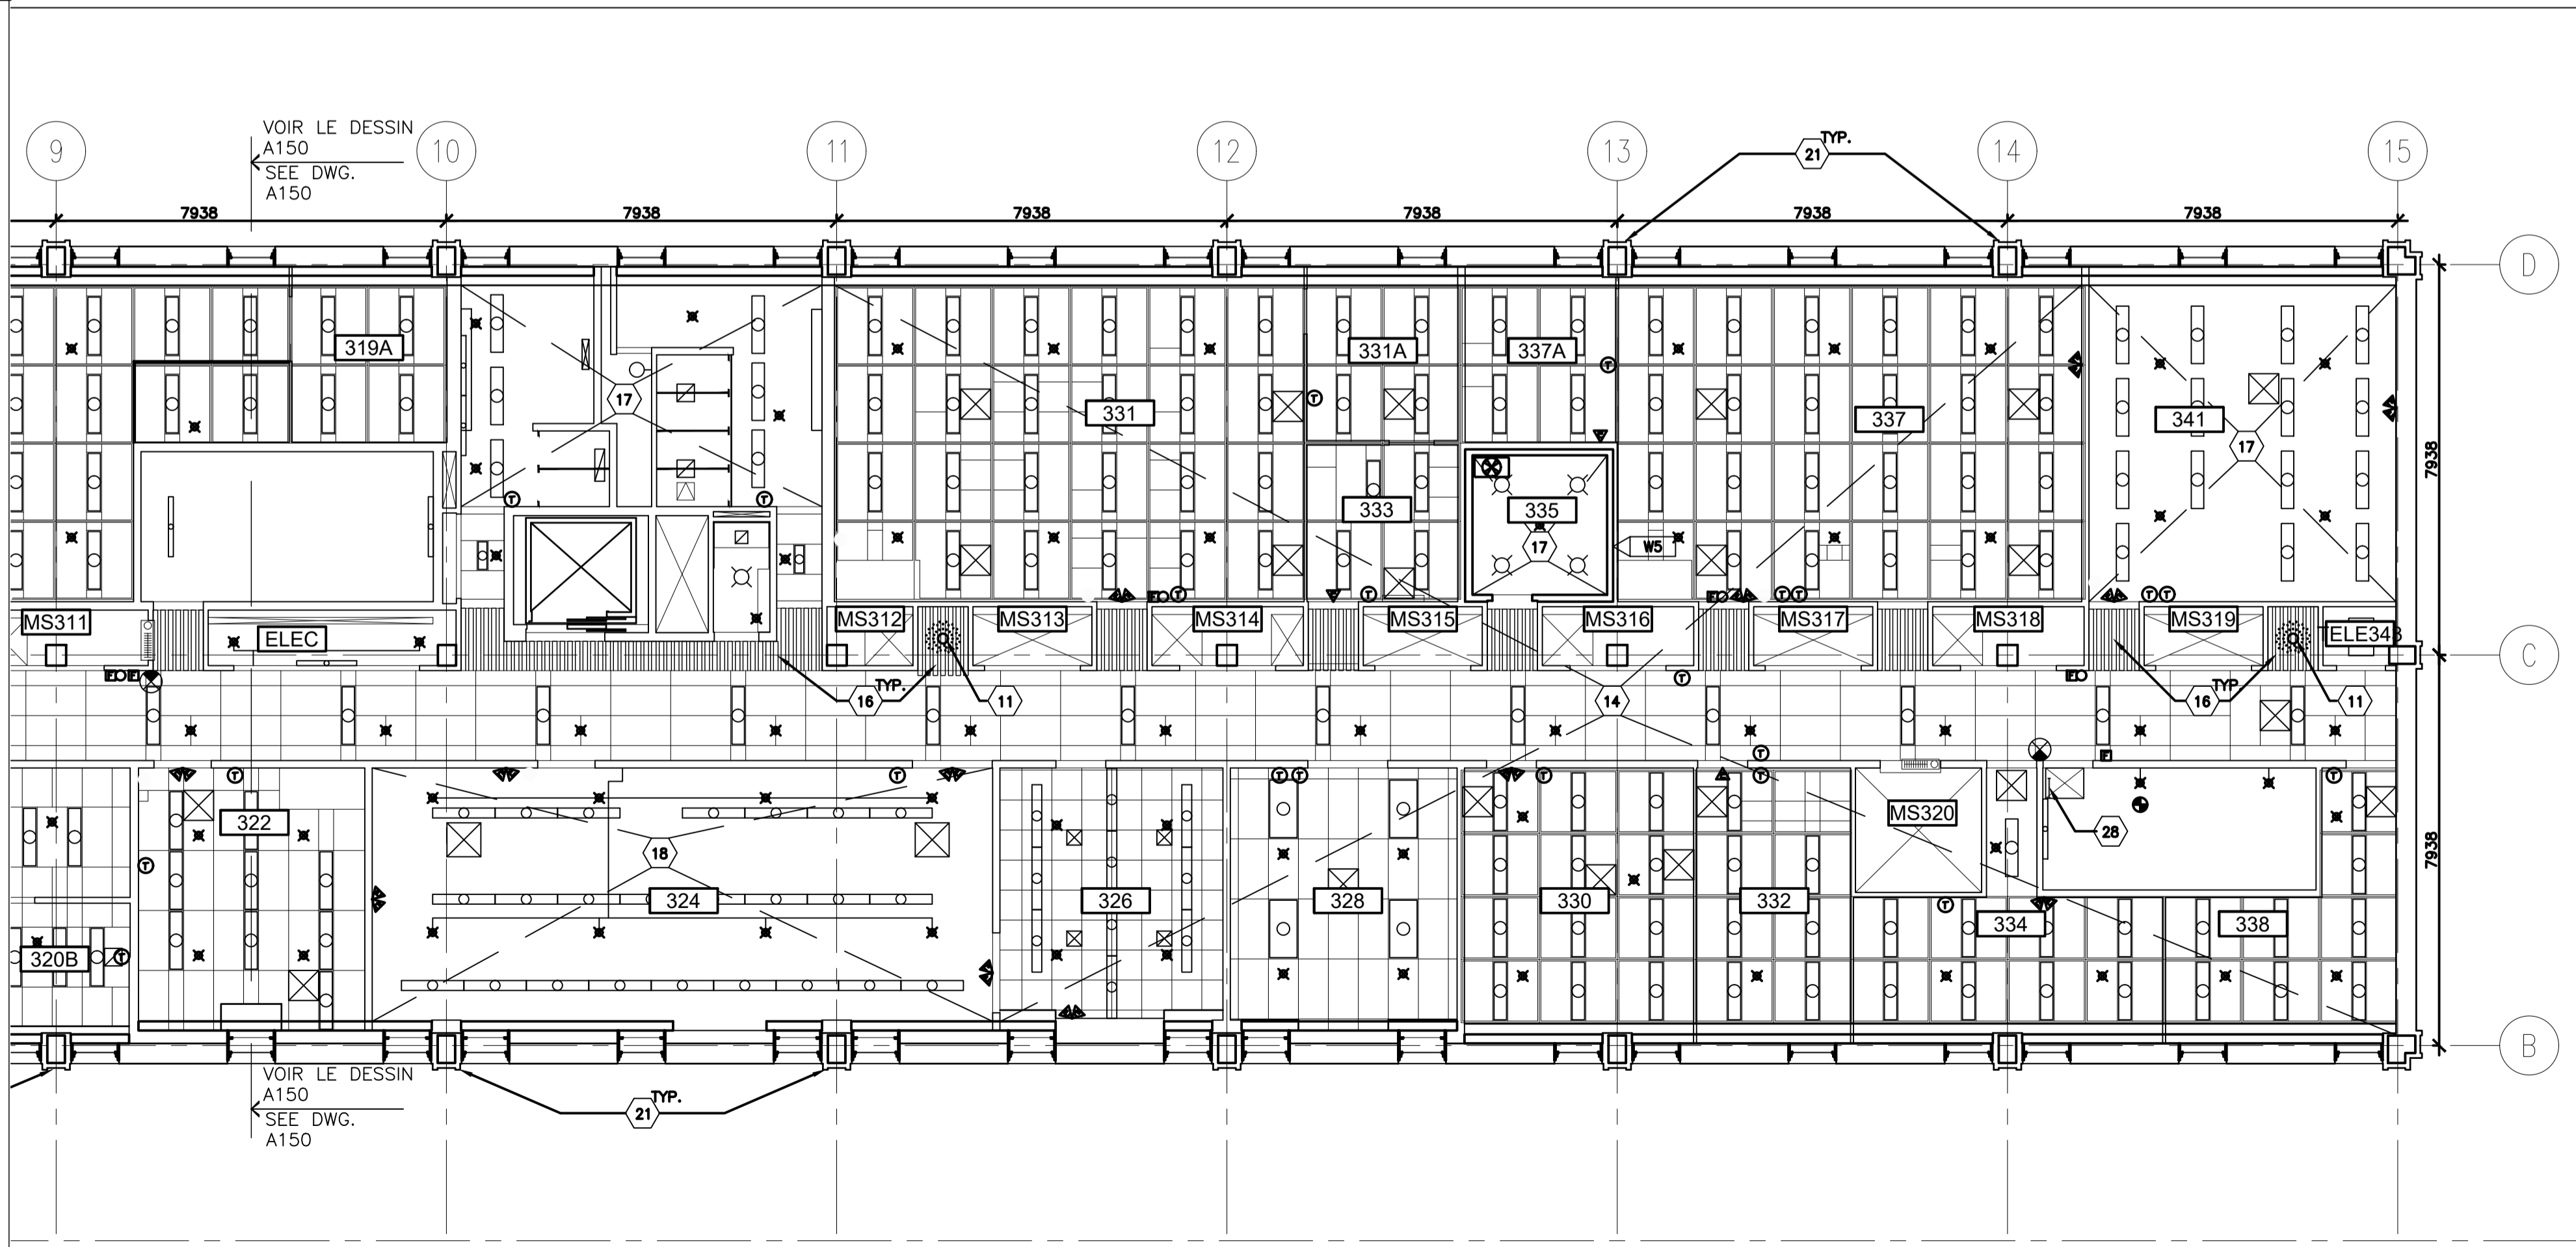 VOIR LE DESSIN
A150
SEE DWG.
A150
TYP.
21
9
10
11
12
13
14
15
7938
7938
7938
7938
7938
7938
D
319A
17
331
331A
337A
337
341
17
7938
333
335
17
W5
MS311
ELEC
MS312
MS313
MS314
MS315
MS316
MS317
MS318
MS319
TELE343
C
16
TYP.
11
14
16
TYP.
11
322
18
324
326
328
330
332
MS320
28
334
338
320B
7938
B
VOIR LE DESSIN
A150
SEE DWG.
A150
21
TYP.